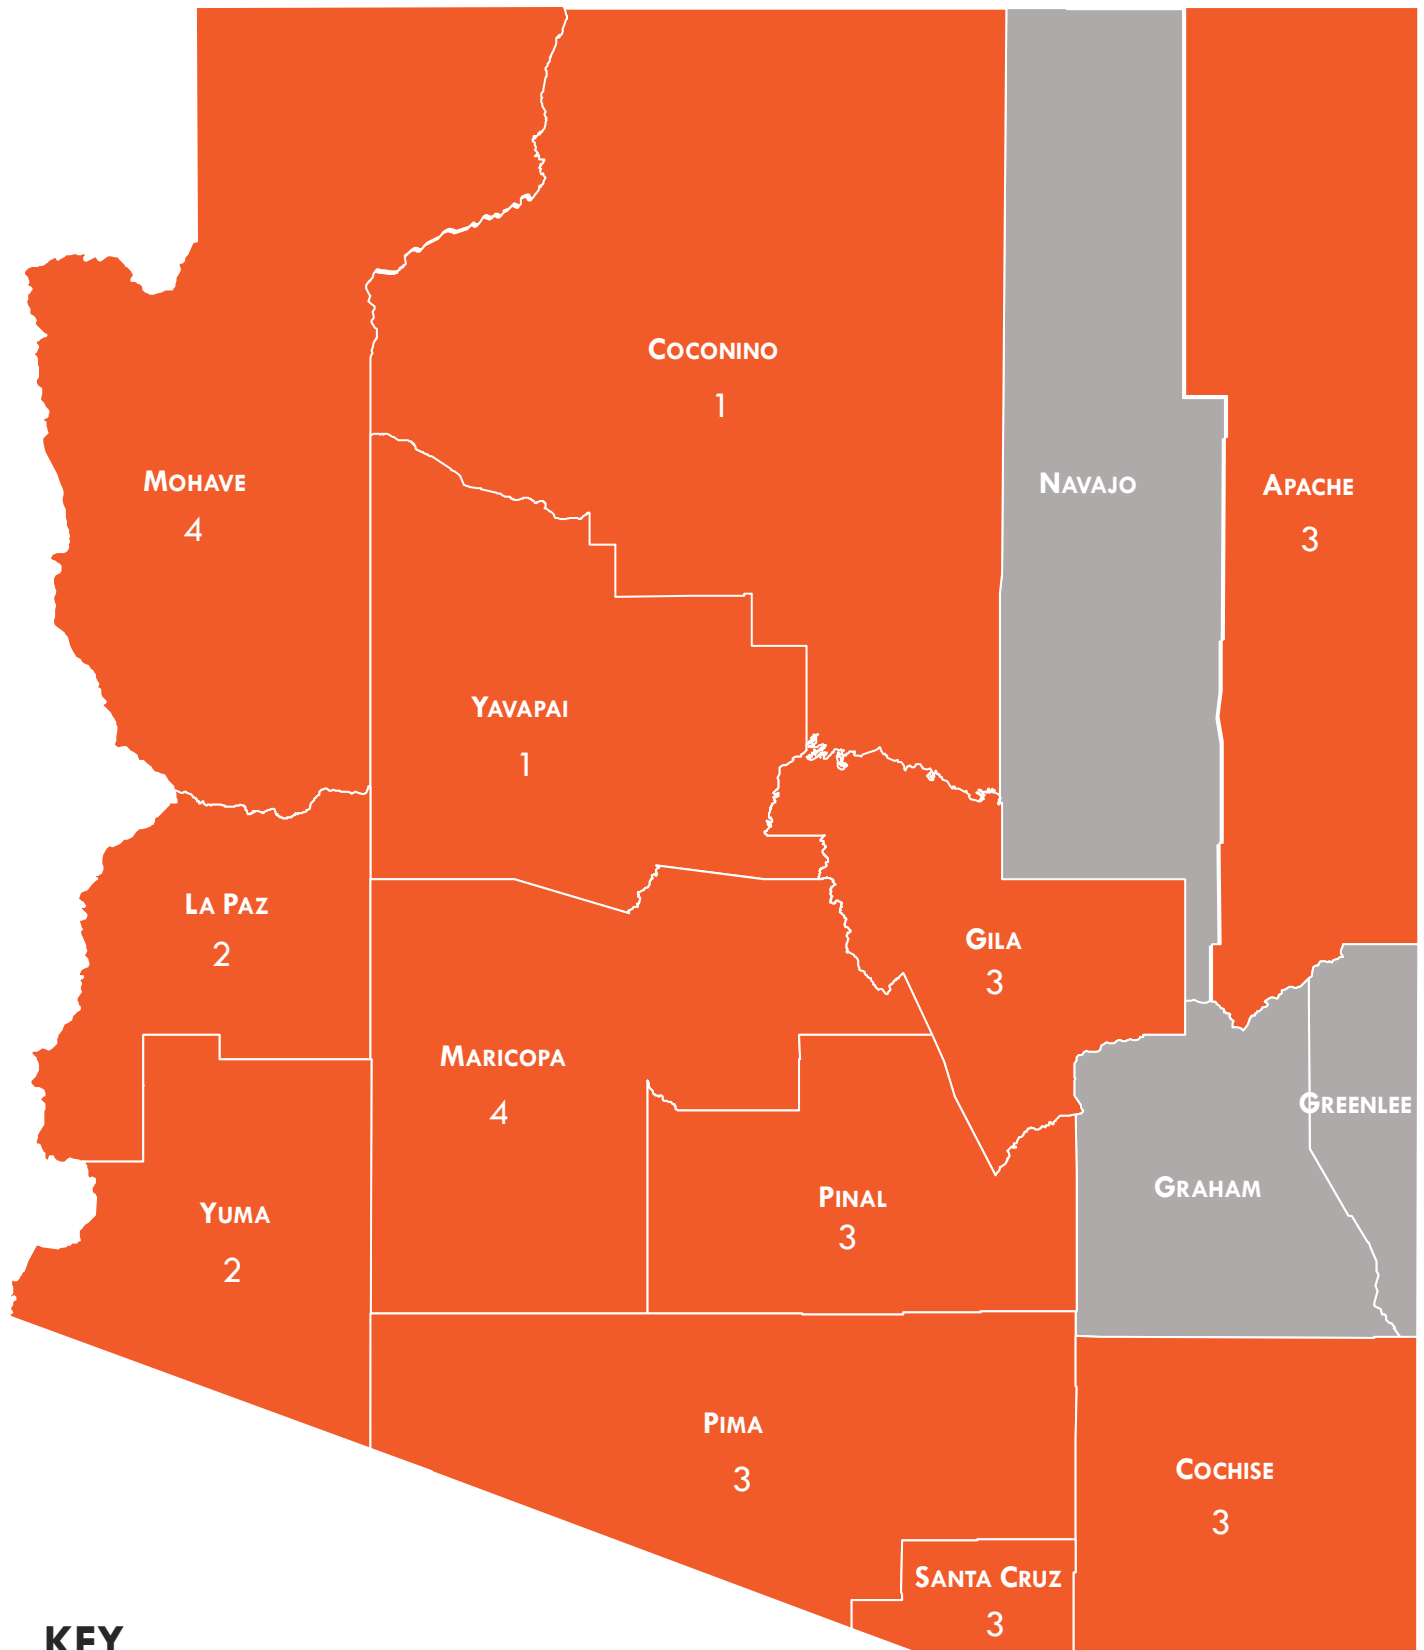 COCONINO
1
MOHAVE
4
NAVAJO
APACHE
3
YAVAPAI
1
LA PAZ
2
GILA
3
MARICOPA
4
GREENLEE
GRAHAM
PINAL
3
YUMA
2
PIMA
3
COCHISE
3
SANTA CRUZ
3
KEY